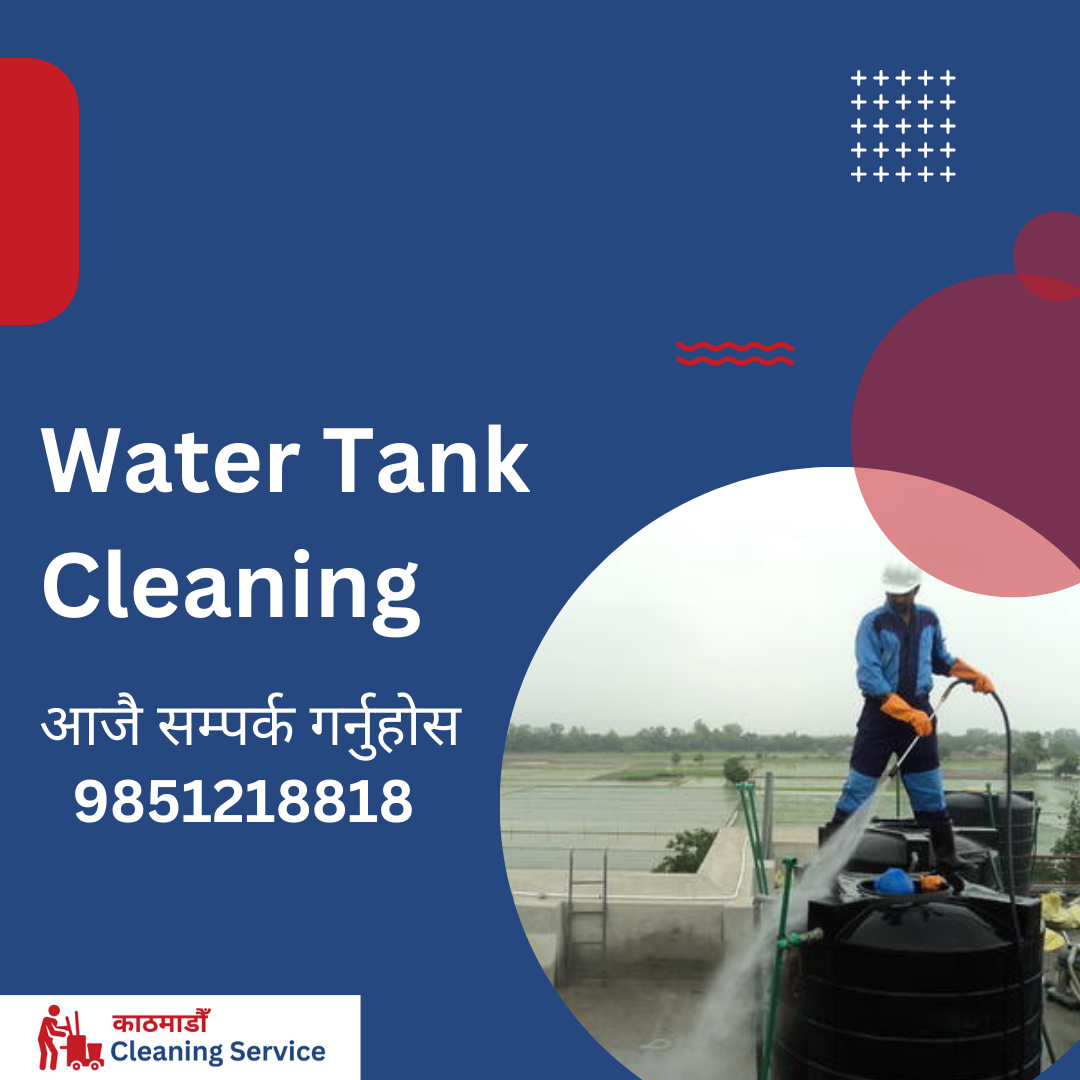 Water Tank
Cleaning
आजै सम्पर्क गर्नुहोस
9851218818
काठमाडौँ
Cleaning Service